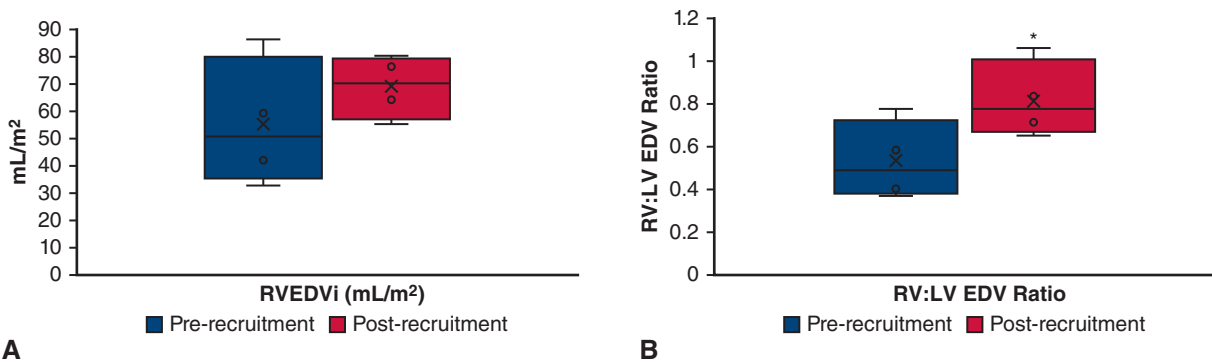 90
80
70
60
50
40
30
20
10
0
mL/m²
RVEDVi (mL/m²)
Pre-recruitment Post-recruitment
A
1.2
1
0.8
0.6
0.4
0.2
0
RV:LV EDV Ratio
*
RV:LV EDV Ratio
Pre-recruitment Post-recruitment
B